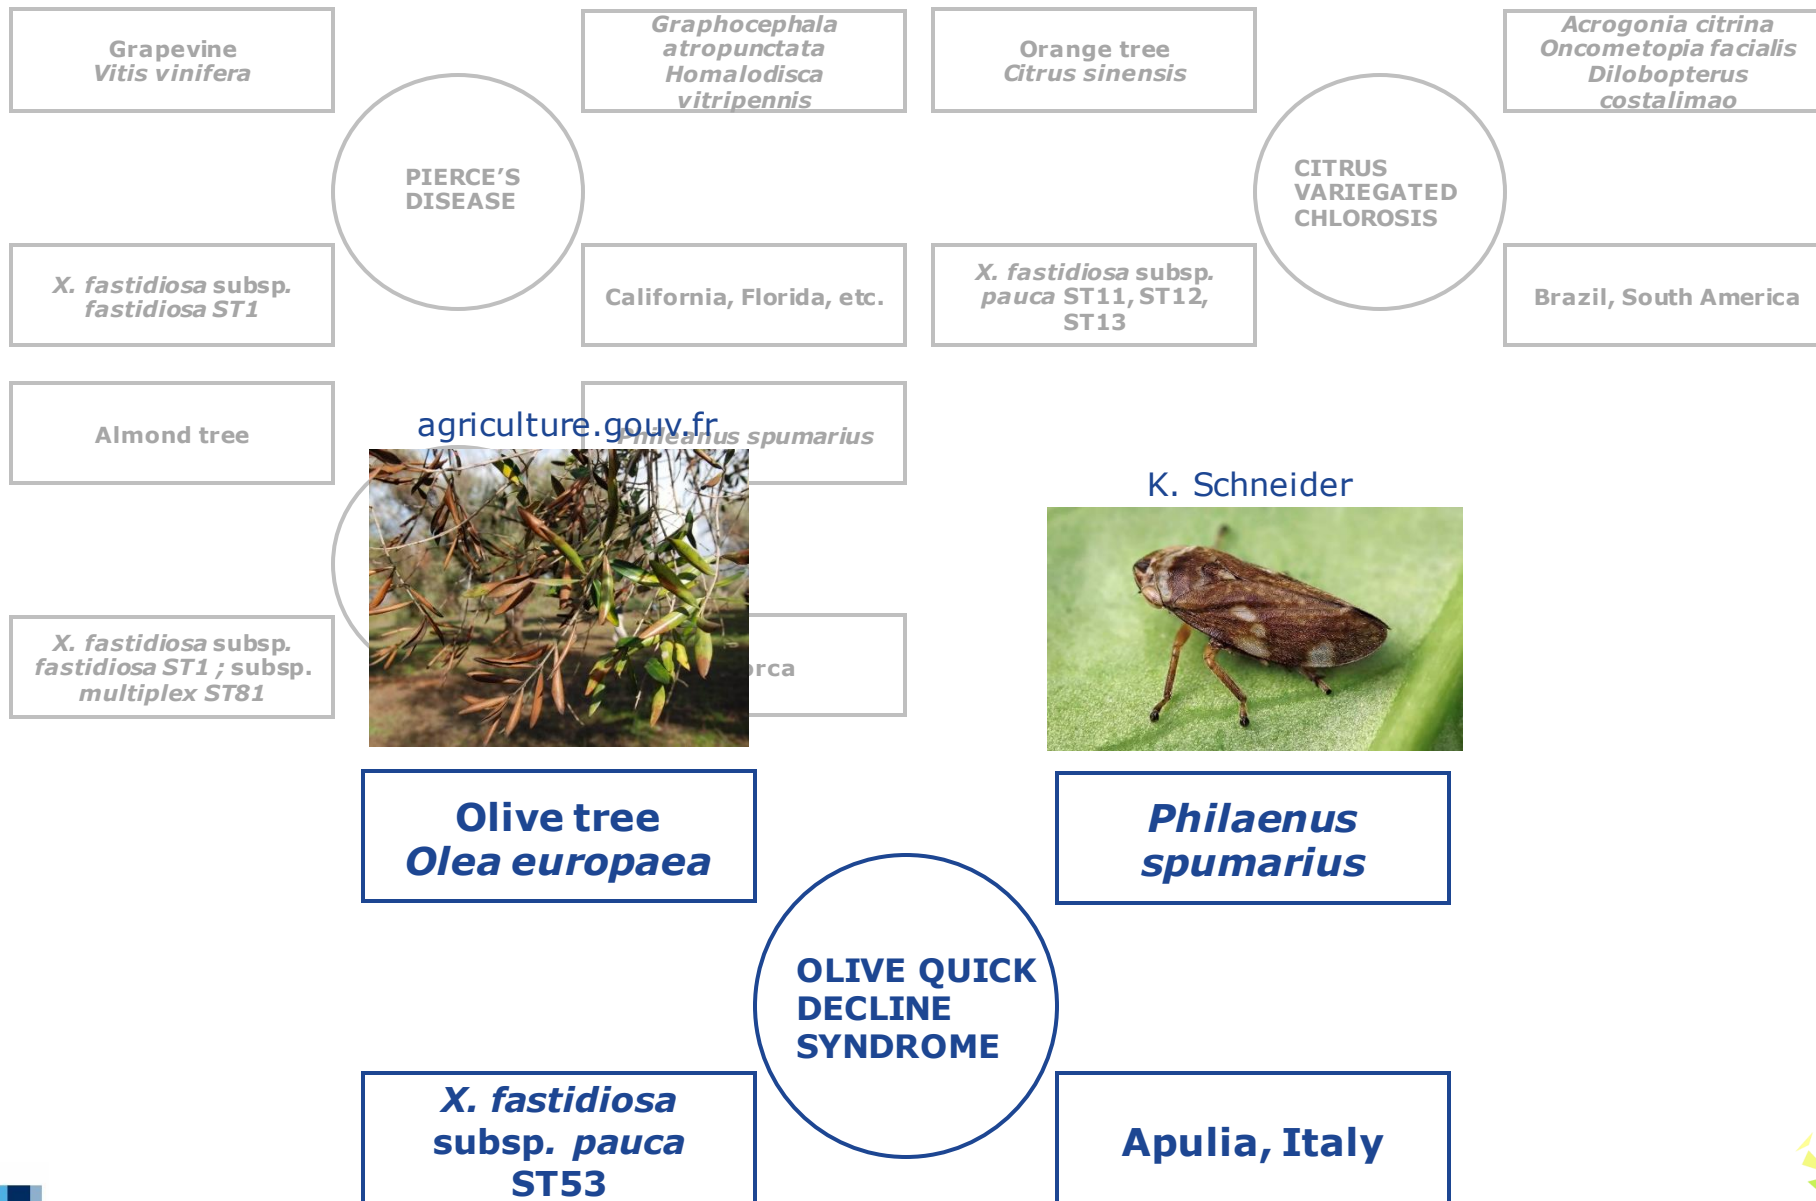 Grapevine
Vitis vinifera
Graphocephala
atropunctata
Homalodisca
vitripennis
PIERCE’S
DISEASE
X. fastidiosa subsp.
fastidiosa ST1
California, Florida, etc.
Orange tree
Citrus sinensis
Acrogonia citrina
Oncometopia facialis
Dilobopterus
costalimao
CITRUS
VARIEGATED
CHLOROSIS
X. fastidiosa subsp.
pauca ST11, ST12,
ST13
Brazil, South America
Almond tree
agriculture.gouv.fr
Phileanus spumarius
X. fastidiosa subsp.
fastidiosa ST1 ; subsp.
multiplex ST81
K. Schneider
Olive tree
Olea europaea
Philaenus
spumarius
OLIVE QUICK
DECLINE
SYNDROME
X. fastidiosa
subsp. pauca
ST53
Apulia, Italy